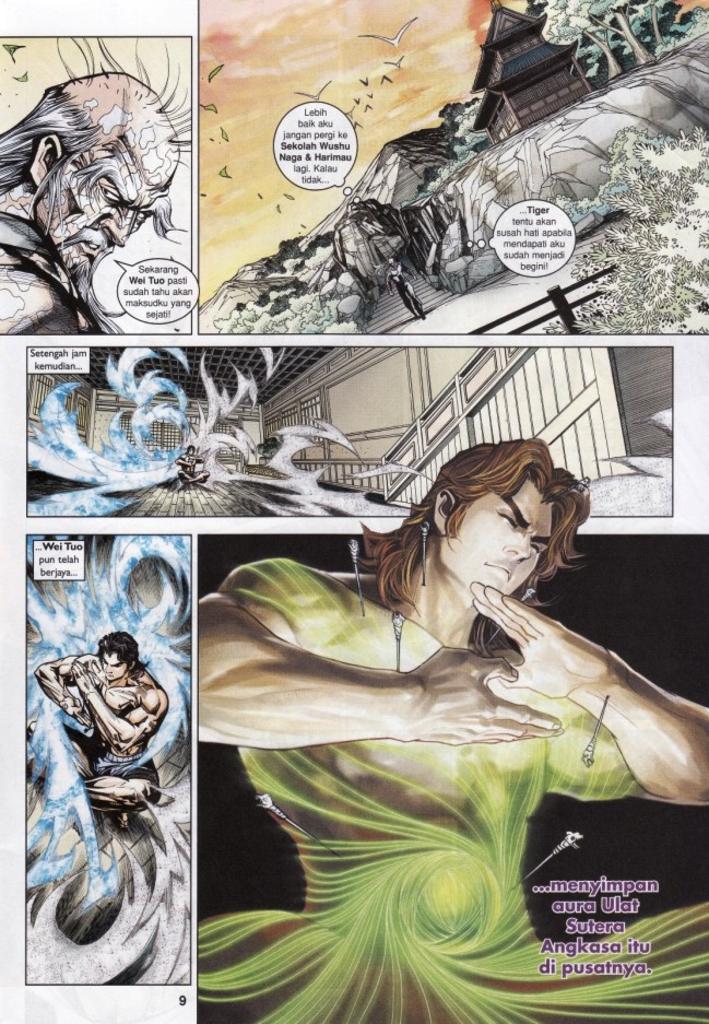 Sekarang
Wei Tuo pasti
sudah tahu akan
maksudku yang
sejati!
Lebih
baik aku
jangan pergi ke
Sekolah Wushu
Naga & Harimau
lagi. Kalau
tidak...
...Tiger
tentu akan
susah hati apabila
mendapati aku
sudah menjadi
begini!
Setengah jam
kemudian...
...Wei Tuo
pun telah
berjaya...
...menyimpan
aura Ulat
Sutera
Angkasa itu
di pusatnya.
9